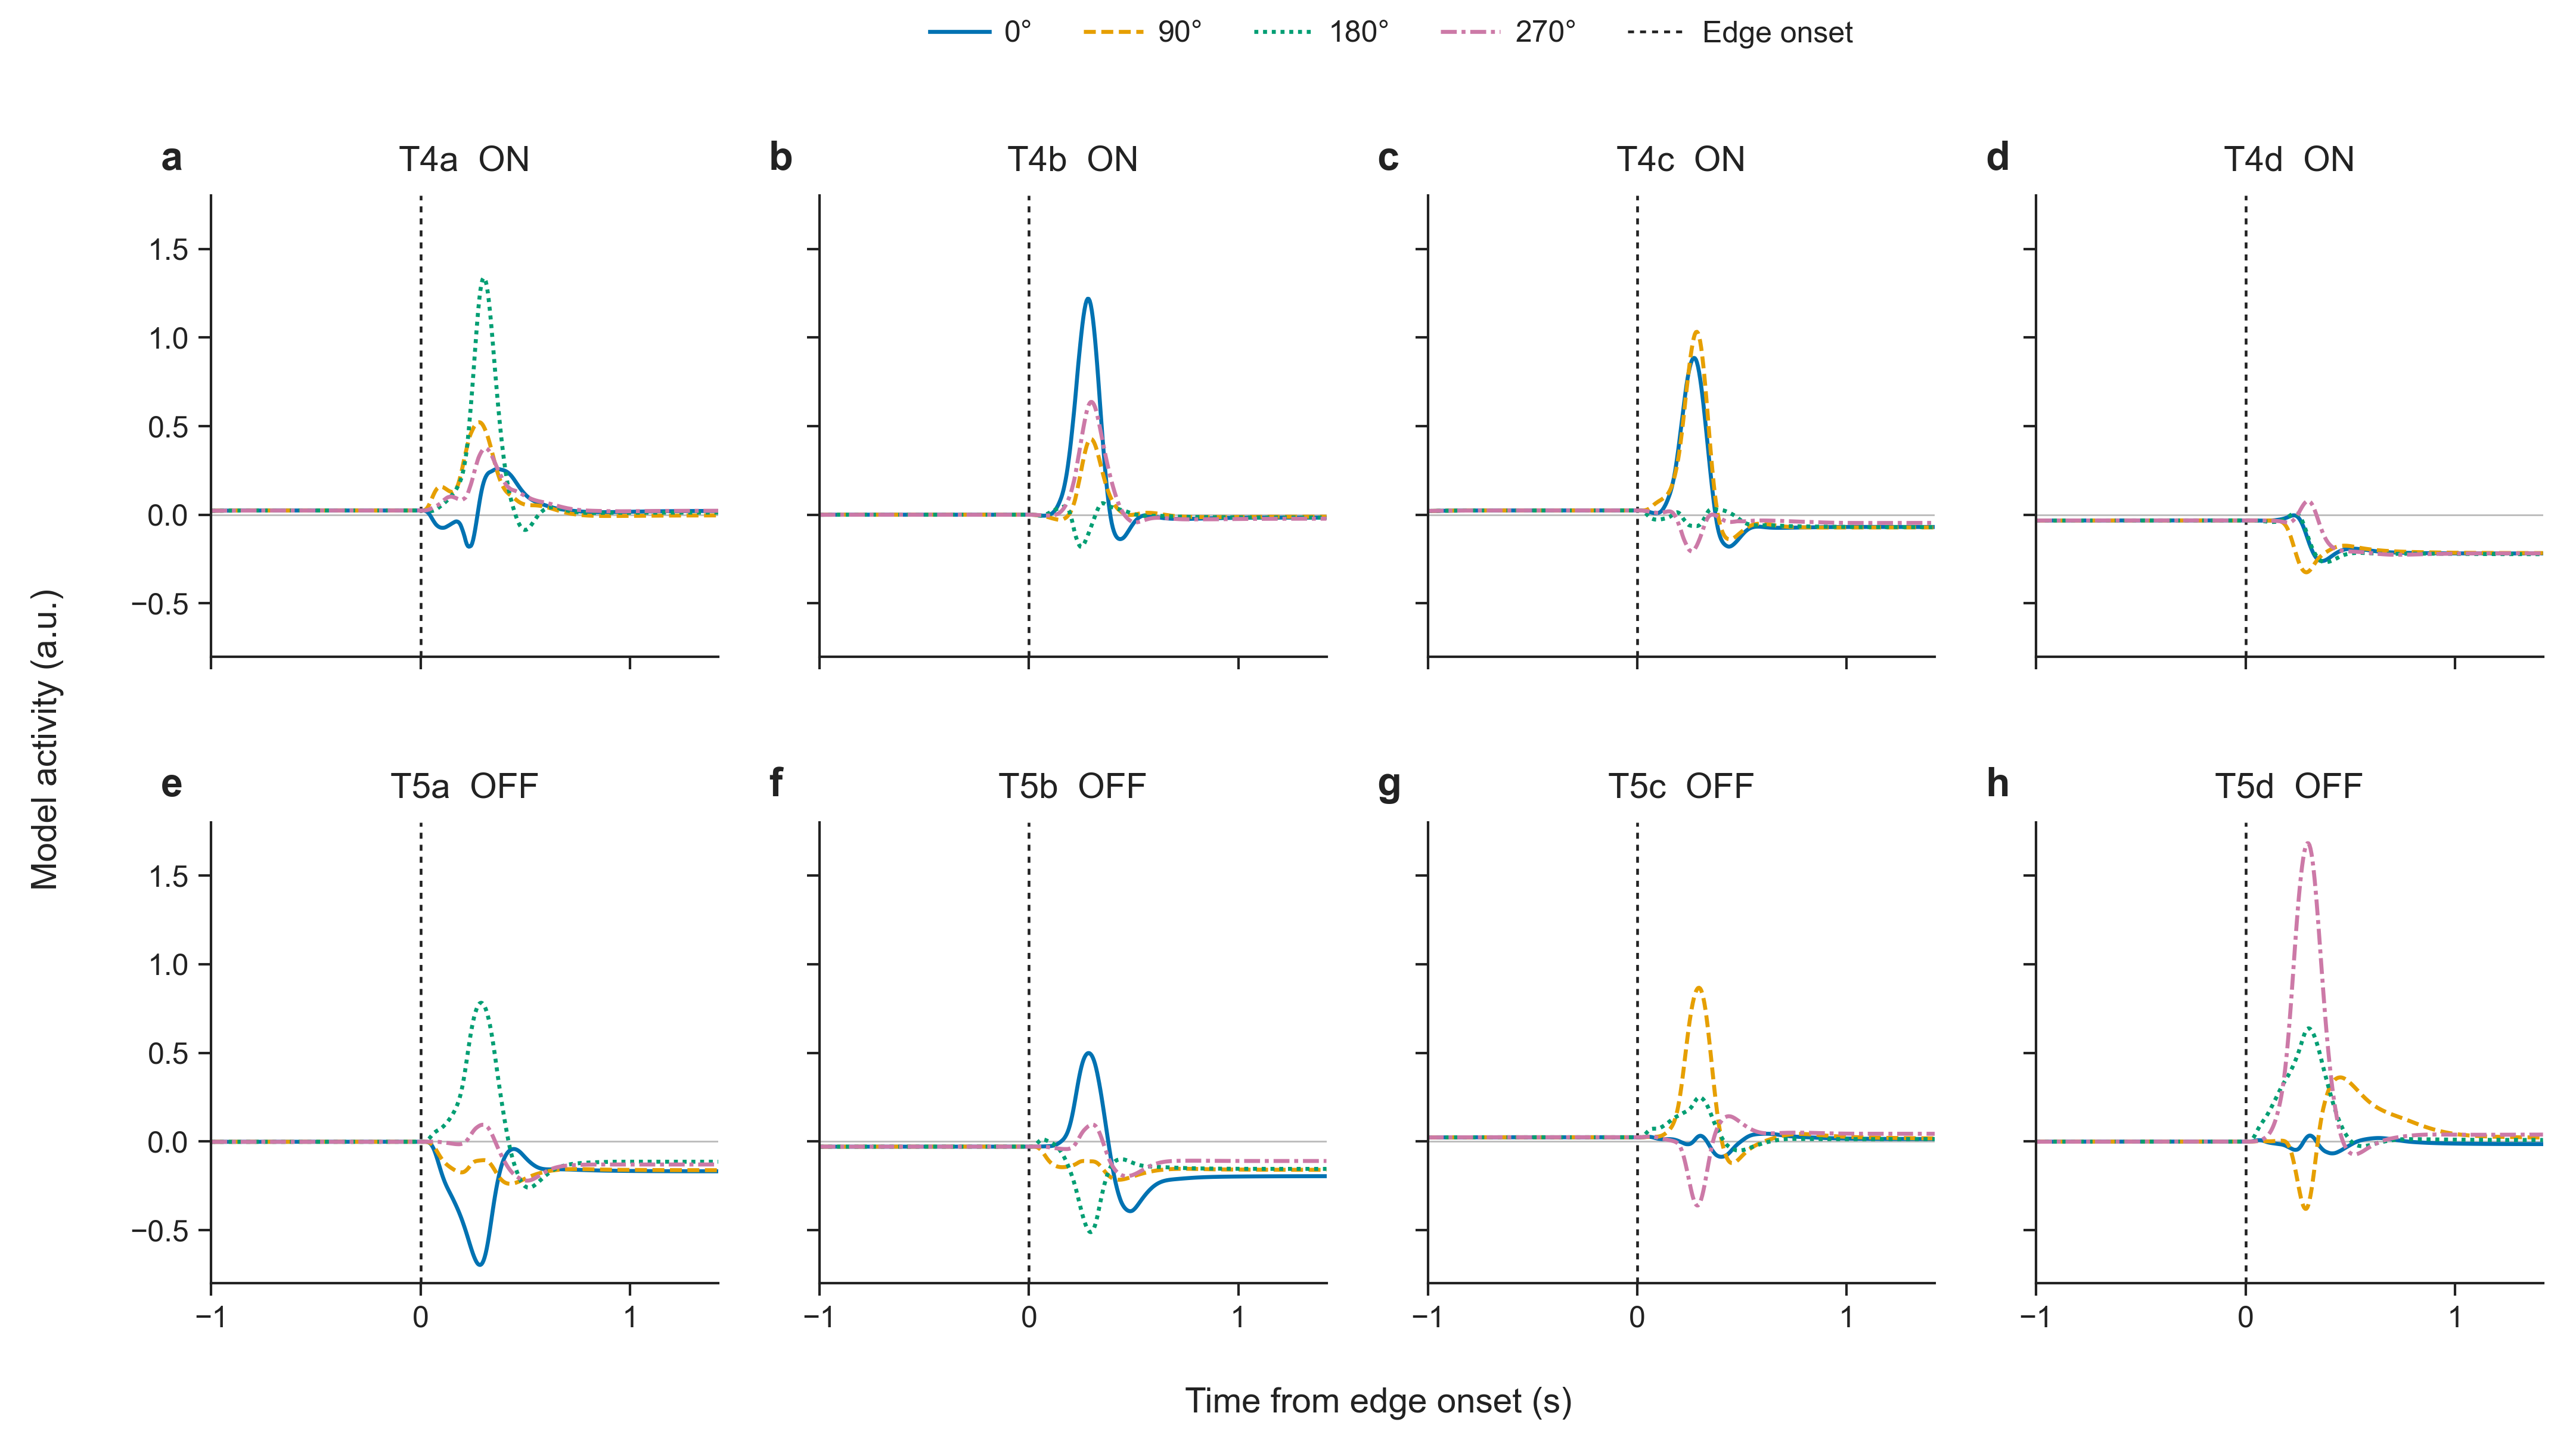 0° 90° 180° 270° Edge onset
a T4a ON b T4b ON c T4c ON d T4d ON
1.5
1.0
0.5
0.0
−0.5
Model activity (a.u.)
e T5a OFF f T5b OFF g T5c OFF h T5d OFF
1.5
1.0
0.5
0.0
−0.5
−1 0 1 −1 0 1 −1 0 1 −1 0 1
Time from edge onset (s)